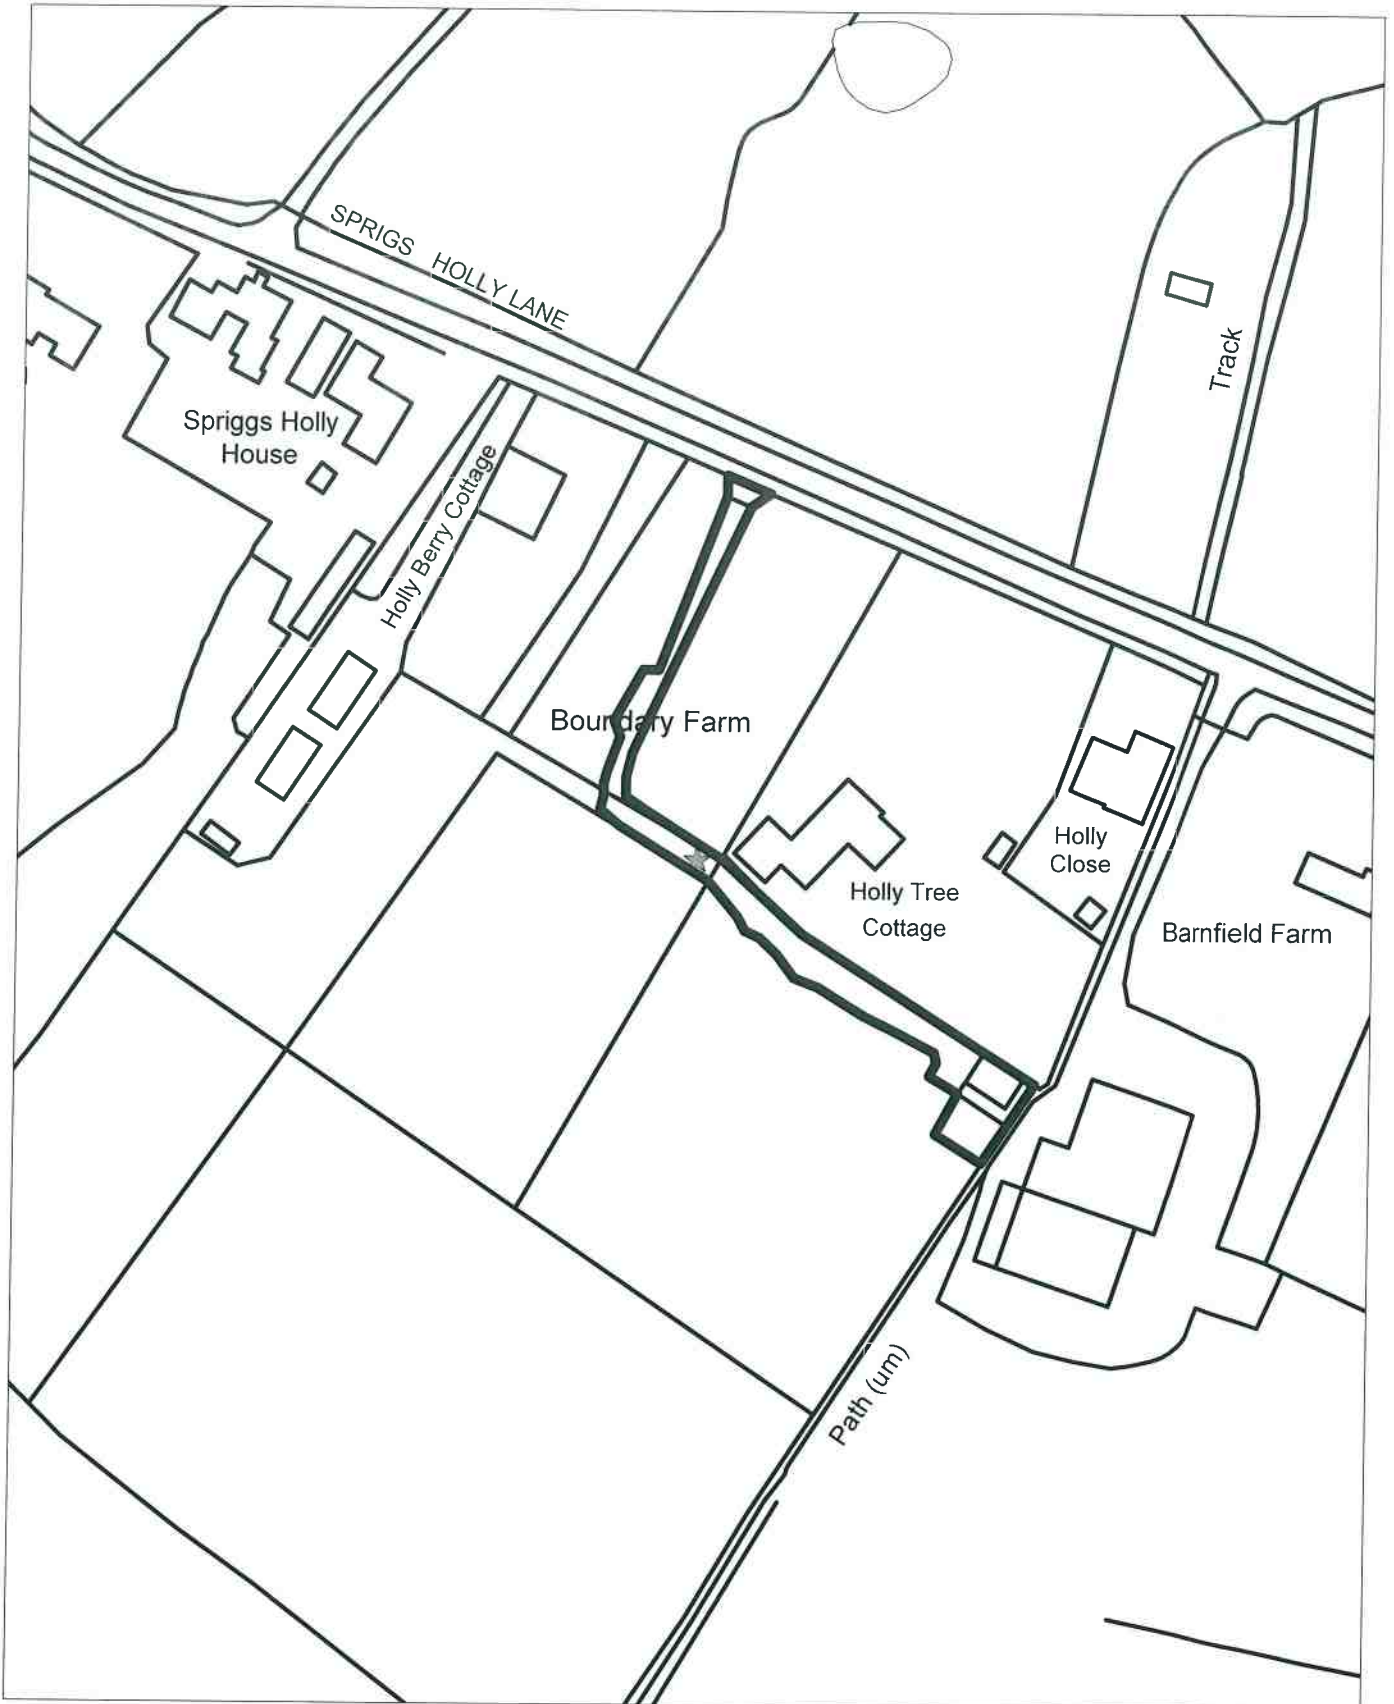 SPRIGS HOLLY LANE
Track
Spriggs Holly
House
Holly Berry Cottage
Boundary Farm
Holly
Close
Holly Tree
Cottage
Barnfield Farm
Path (um)